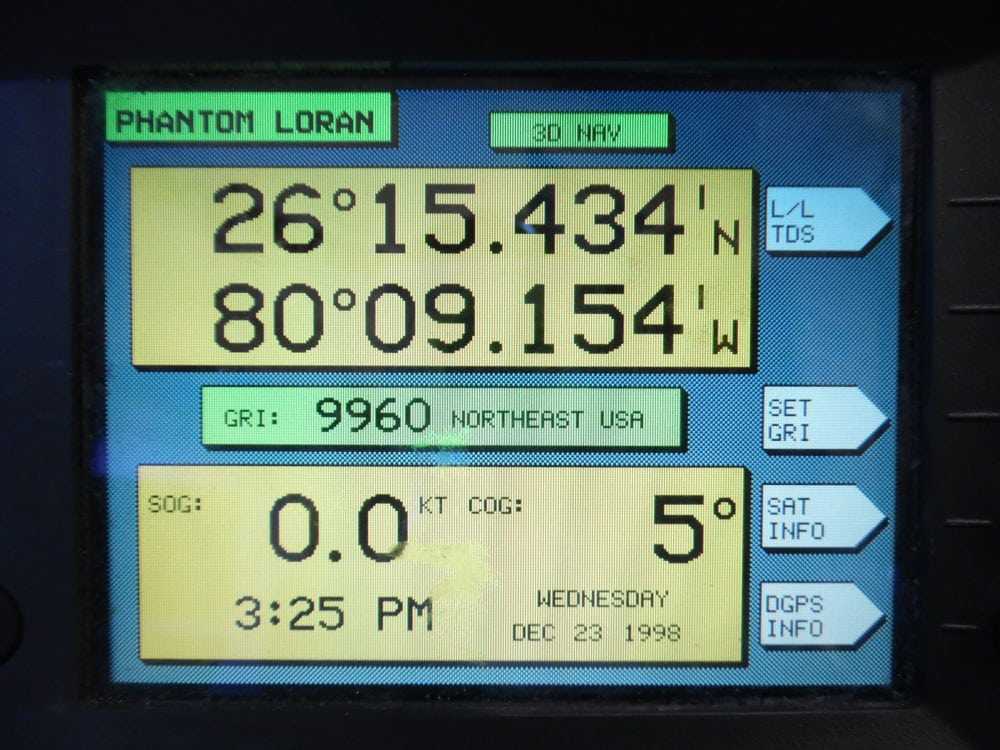 PHANTOM LORAN
3D NAV
26°15.434' N
80°09.154' W
L/L
TDS
GRI: 9960 NORTHEAST USA
SET
GRI
SOG: 0.0 KT COG: 5°
SAT
INFO
3:25 PM
WEDNESDAY
DEC 23 1998
DGPS
INFO